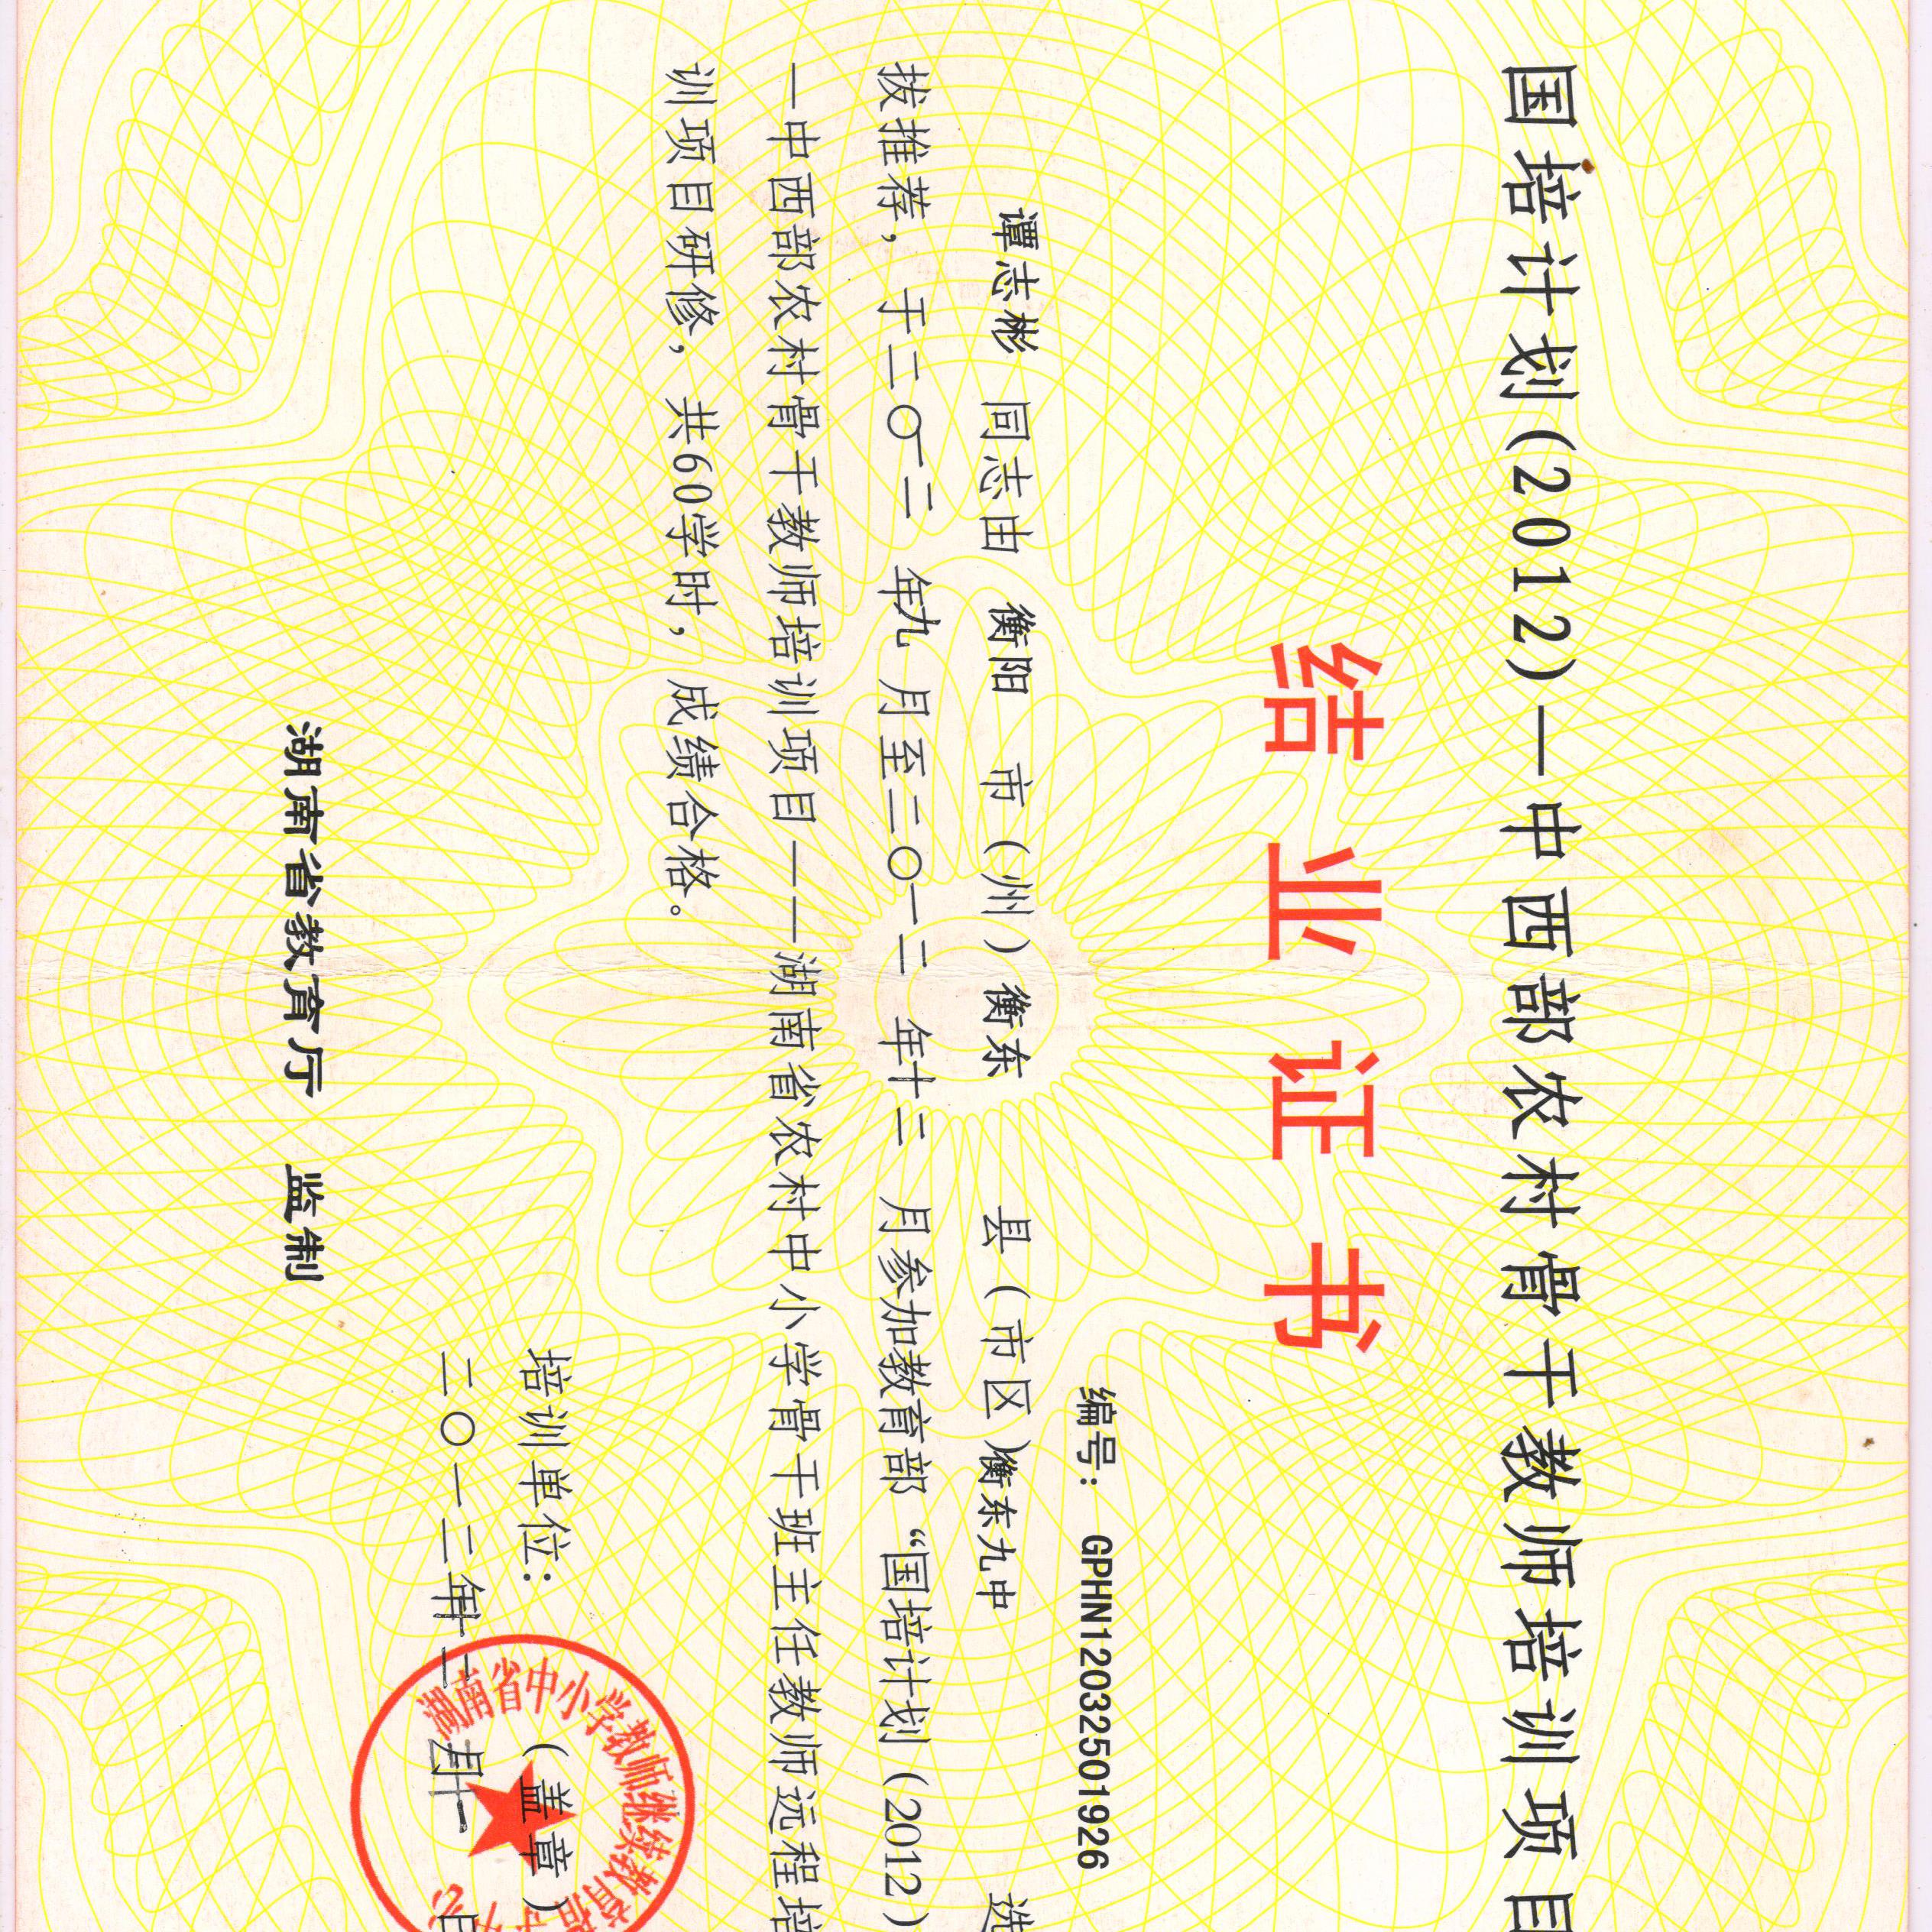 国培计划(2012)—中西部农村骨干教师培训项目
结业证书
编号: GPHN12032501926
谭志彬 同志由 衡阳 市(州)衡东 县(市区)衡东九中 选
拔推荐，于二〇一二 年九 月至二〇一二 年十二 月参加教育部“国培计划(2012)
—中西部农村骨干教师培训项目——湖南省农村中小学骨干班主任教师远程培
训项目研修，共60学时，成绩合格。
培训单位: (盖章)
二〇一二年十二月 日
湖南省中小学教师继续教育指导中心
湖南省教育厅 监制